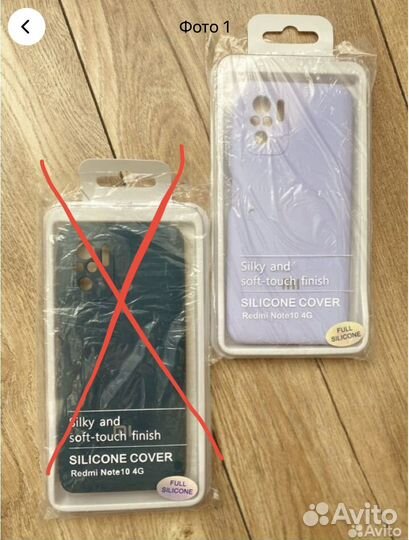 Фото 1
Silky and
soft-touch finish
SILICONE COVER
Redmi Note10 4G
FULL
SILICONE
Silky and
soft-touch finish
SILICONE COVER
Redmi Note10 4G
FULL
SILICONE
Avito
Avito